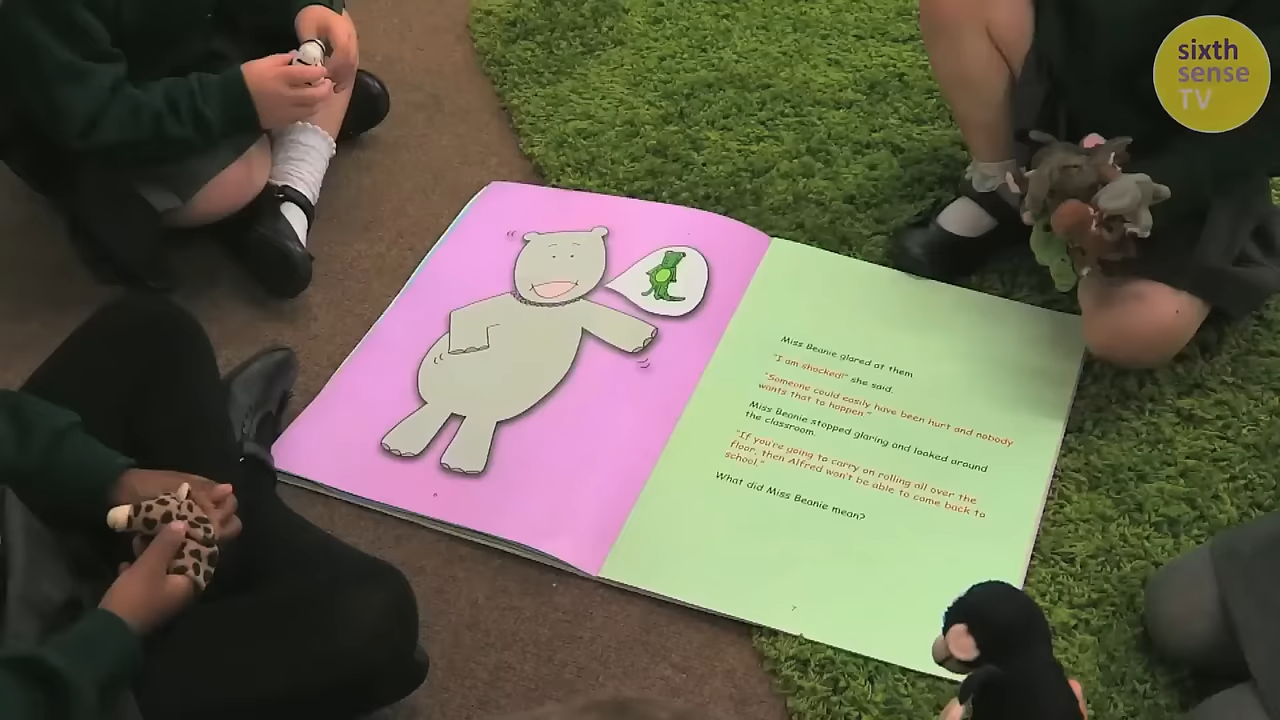 sixth
sense
TV
Miss Beanie glared at them
"I am shocked!" she said.
"Someone could easily have been hurt and nobody
wants that to happen."
Miss Beanie stopped glaring and looked around
the classroom.
"If you're going to carry on rolling all over the
floor, then Alfred won't be able to come back to
school."
What did Miss Beanie mean?
6
7